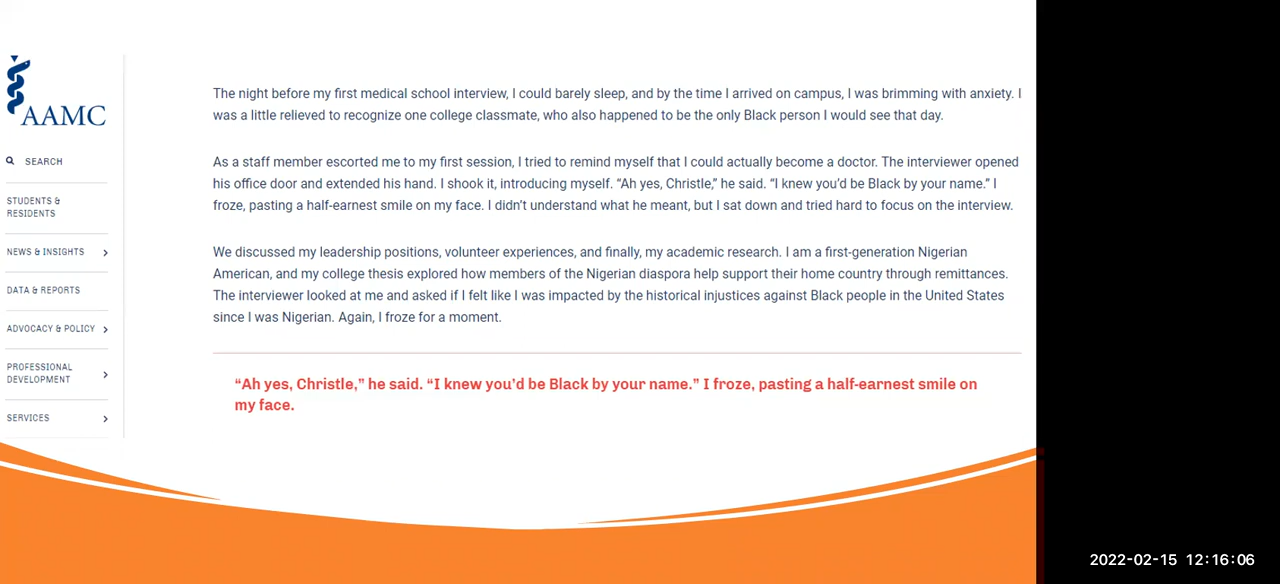 AAMC
SEARCH
STUDENTS &
RESIDENTS
NEWS & INSIGHTS
DATA & REPORTS
ADVOCACY & POLICY
PROFESSIONAL
DEVELOPMENT
SERVICES
The night before my first medical school interview, I could barely sleep, and by the time I arrived on campus, I was brimming with anxiety. I
was a little relieved to recognize one college classmate, who also happened to be the only Black person I would see that day.
As a staff member escorted me to my first session, I tried to remind myself that I could actually become a doctor. The interviewer opened
his office door and extended his hand. I shook it, introducing myself. “Ah yes, Christle,” he said. “I knew you’d be Black by your name.” I
froze, pasting a half-earnest smile on my face. I didn’t understand what he meant, but I sat down and tried hard to focus on the interview.
We discussed my leadership positions, volunteer experiences, and finally, my academic research. I am a first-generation Nigerian
American, and my college thesis explored how members of the Nigerian diaspora help support their home country through remittances.
The interviewer looked at me and asked if I felt like I was impacted by the historical injustices against Black people in the United States
since I was Nigerian. Again, I froze for a moment.
“Ah yes, Christle,” he said. “I knew you’d be Black by your name.” I froze, pasting a half-earnest smile on
my face.
2022-02-15 12:16:06